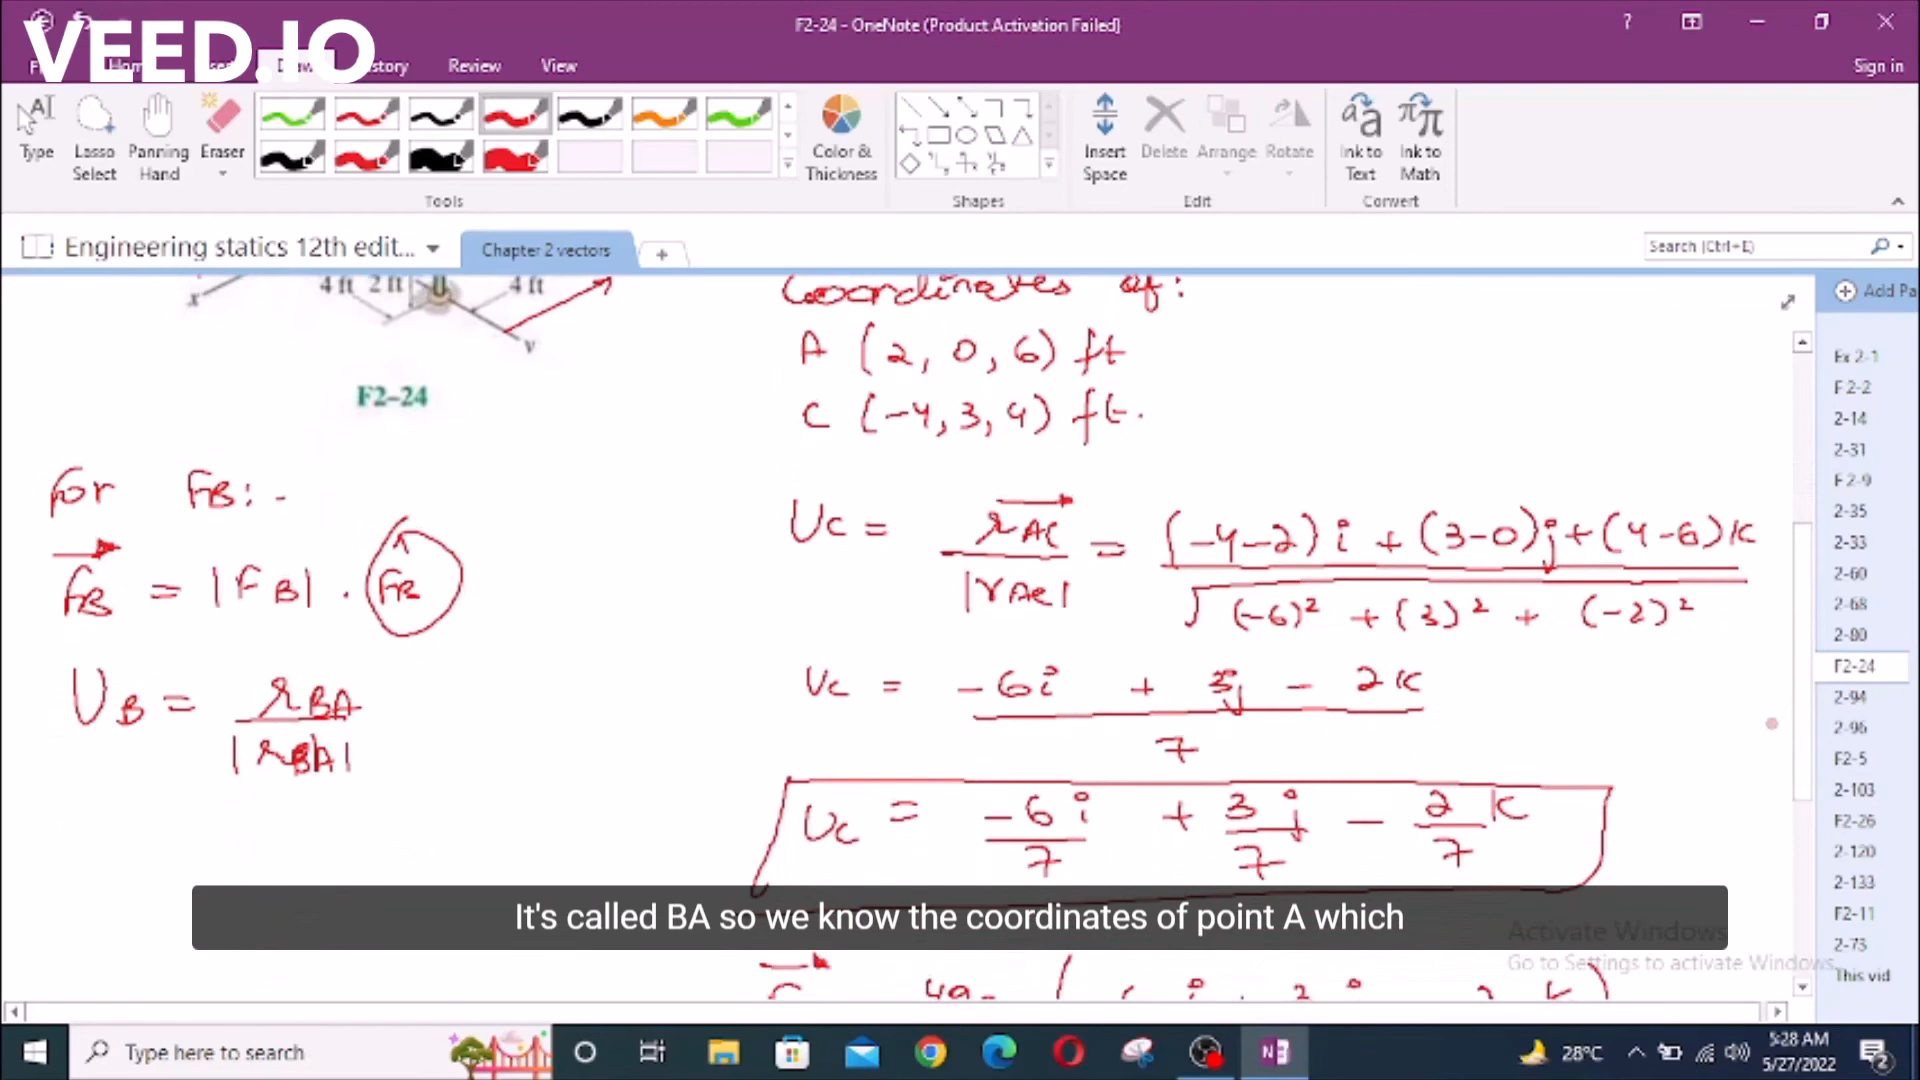 VEED.IO
F2-24 - OneNote (Product Activation Failed)
Review View
Sign in
Type
Lasso Select
Panning Hand
Eraser
Color & Thickness
Insert Space
Delete
Arrange
Rotate
Ink to Text
Ink to Math
Tools
Shapes
Edit
Convert
Engineering statics 12th edit...
Chapter 2 vectors
Search (Ctrl+E)
Add Pa
Ex 2-1
F 2-2
2-14
2-31
F 2-9
2-35
2-33
2-60
2-68
2-80
F2-24
2-94
2-96
F2-5
2-103
F2-26
2-120
2-133
F2-11
2-73
This vid
x 4 ft 2 ft 4 ft
F2–24
For FB:-
FB = |FB| . FB
UB = rBA
|rBA|
Coordinates of:
A (2, 0, 6) ft
C (-4, 3, 4) ft.
Uc = rAC = (-4-2)i + (3-0)j + (4-6)k
|rAC| √(-6)² + (3)² + (-2)²
Uc = -6i + 3j - 2k
7
Uc = -6i + 3j - 2k
7 7 7
It's called BA so we know the coordinates of point A which
Activate Windows
Go to Settings to activate Windows.
Type here to search
28°C
5:28 AM
5/27/2022
2